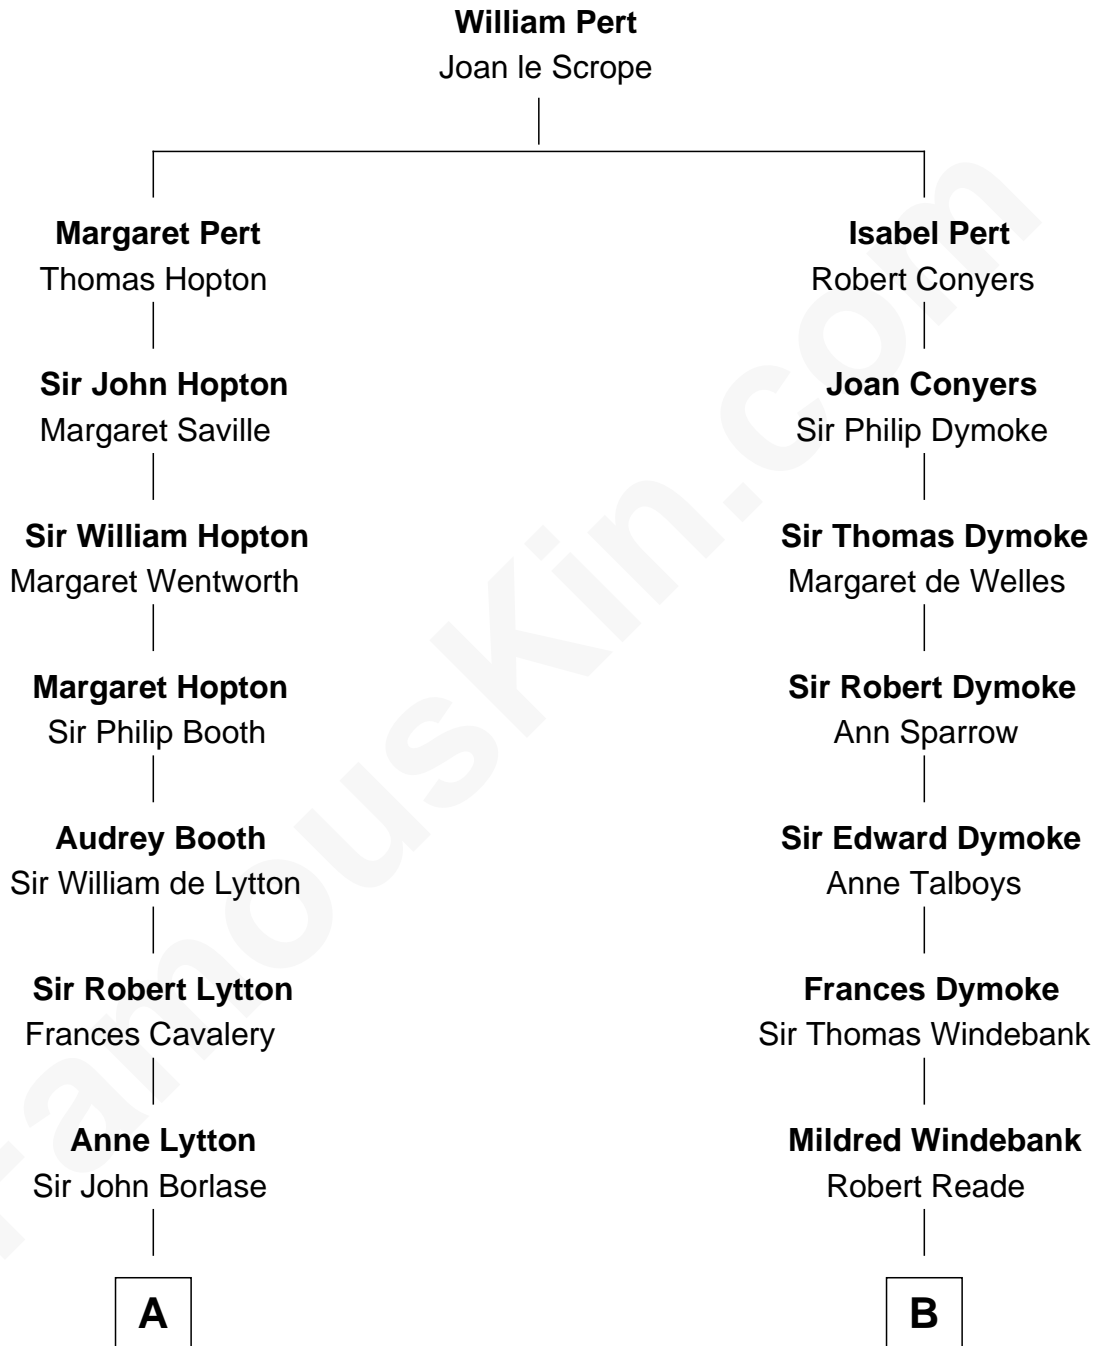 William Pert
Joan le Scrope
Margaret Pert
Thomas Hopton
Isabel Pert
Robert Conyers
Sir John Hopton
Margaret Saville
Joan Conyers
Sir Philip Dymoke
Sir William Hopton
Margaret Wentworth
Sir Thomas Dymoke
Margaret de Welles
Margaret Hopton
Sir Philip Booth
Sir Robert Dymoke
Ann Sparrow
Audrey Booth
Sir William de Lytton
Sir Edward Dymoke
Anne Talboys
Sir Robert Lytton
Frances Cavalery
Frances Dymoke
Sir Thomas Windebank
Anne Lytton
Sir John Borlase
Mildred Windebank
Robert Reade
A
B
FamousKin.com